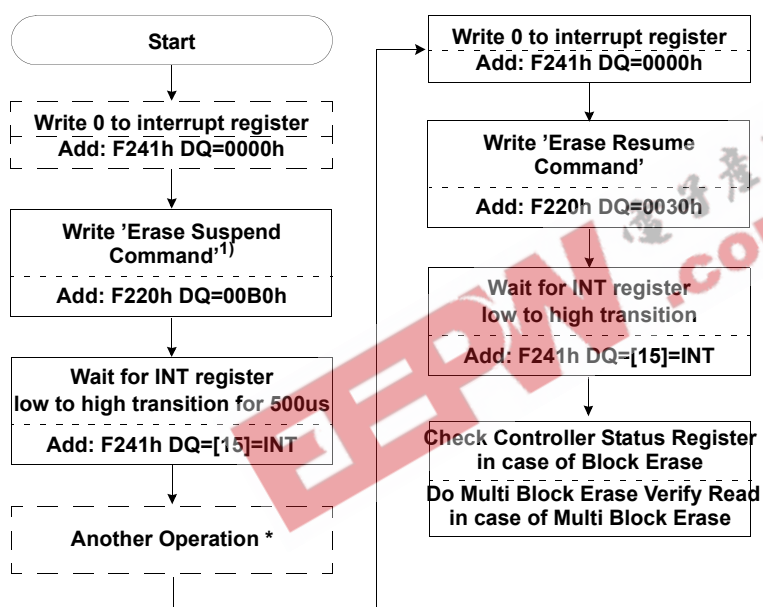 Start
Write 0 to interrupt register
Add: F241h DQ=0000h
Write 'Erase Suspend
Command'1)
Add: F220h DQ=00B0h
Wait for INT register
low to high transition for 500us
Add: F241h DQ=[15]=INT
Another Operation *
Write 0 to interrupt register
Add: F241h DQ=0000h
Write 'Erase Resume
Command'
Add: F220h DQ=0030h
Wait for INT register
low to high transition
Add: F241h DQ=[15]=INT
Check Controller Status Register
in case of Block Erase
Do Multi Block Erase Verify Read
in case of Multi Block Erase
EEPW
電子產